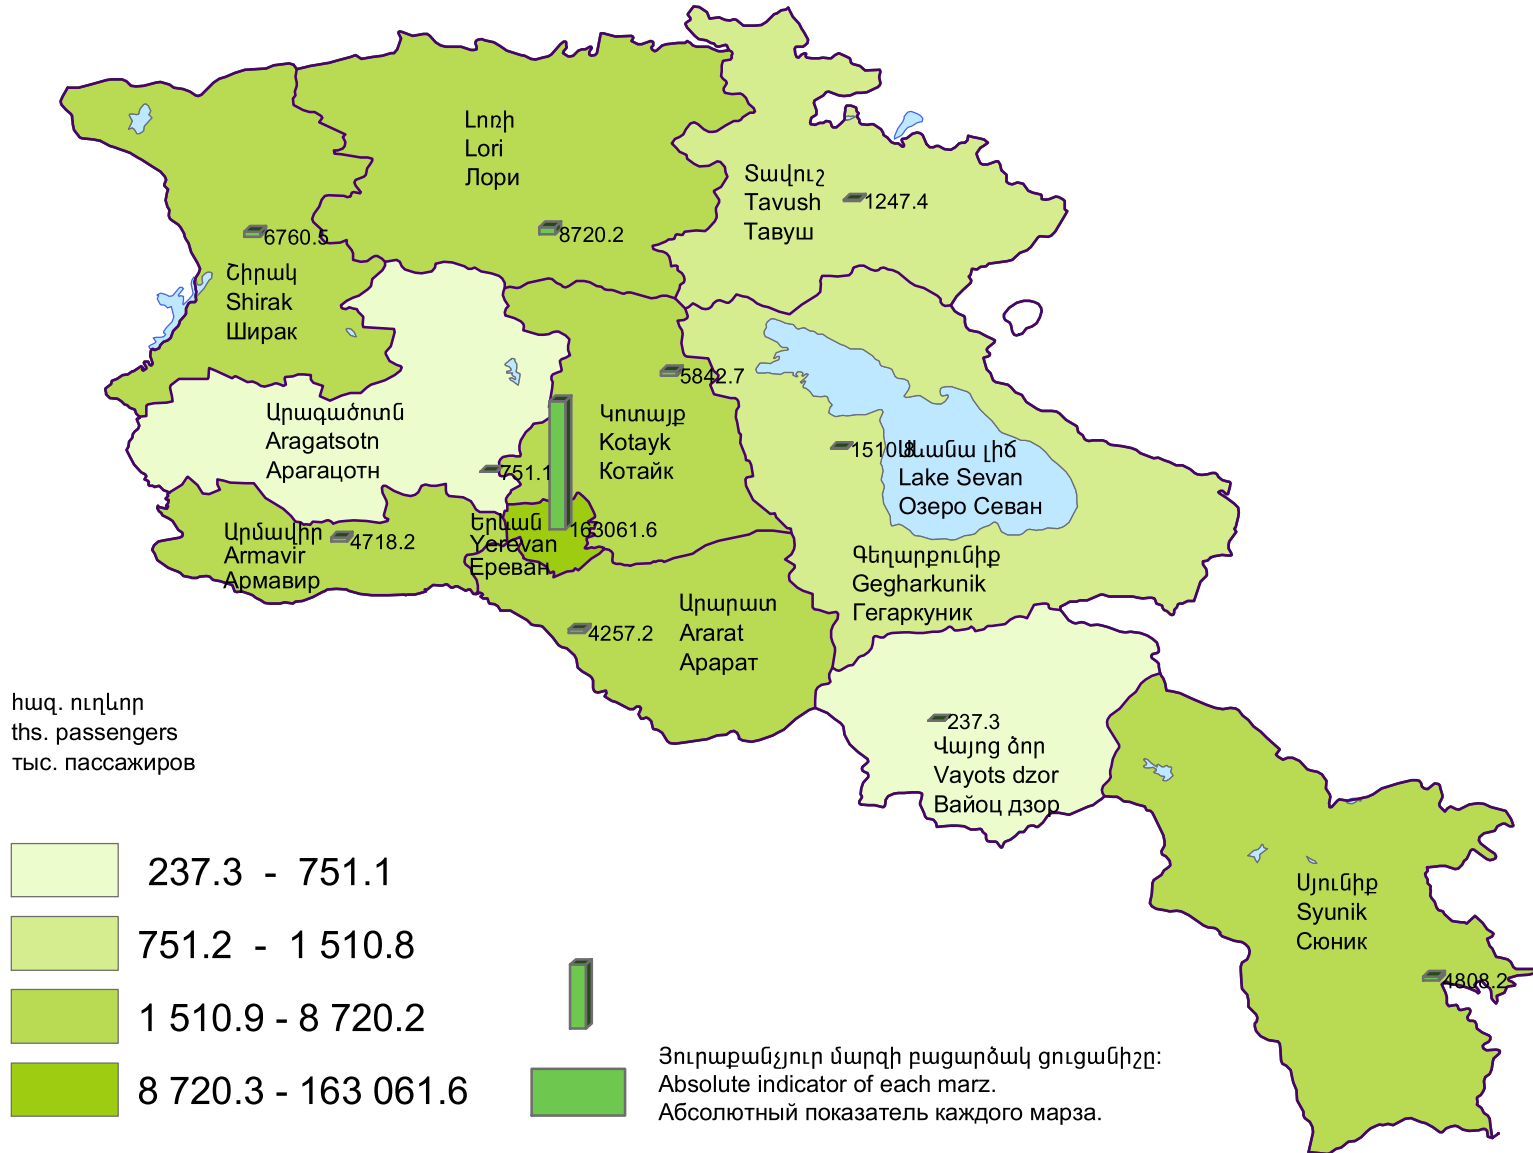 Լոռի
Lori
Лори
8720.2
Տավուշ
Tavush
Тавуш
1247.4
6760.5
Շիրակ
Shirak
Ширак
5842.7
Կոտայք
Kotayk
Котайк
Արագածոտն
Aragatsotn
Арагацотн
751.1
1510.8
Սևանա լիճ
Lake Sevan
Озеро Севан
Արմավիր
Armavir
Армавир
4718.2
Երևան
Yerevan
Ереван
163061.6
Գեղարքունիք
Gegharkunik
Гегаркуник
4257.2
Արարատ
Ararat
Арарат
237.3
Վայոց ձոր
Vayots dzor
Вайоц дзор
Սյունիք
Syunik
Сюник
4808.2
հազ. ուղևոր
ths. passengers
тыс. пассажиров
237.3 - 751.1
751.2 - 1 510.8
1 510.9 - 8 720.2
8 720.3 - 163 061.6
Յուրաքանչյուր մարզի բացարձակ ցուցանիշը:
Absolute indicator of each marz.
Абсолютный показатель каждого марза.